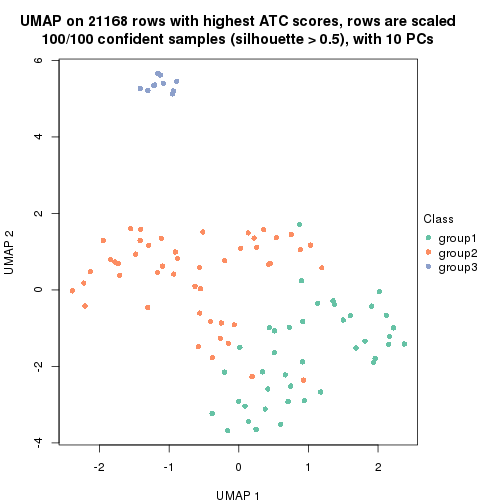 UMAP on 21168 rows with highest ATC scores, rows are scaled
100/100 confident samples (silhouette > 0.5), with 10 PCs
6
4
2
0
-2
-4
UMAP 2
-2
-1
0
1
2
UMAP 1
Class
group1
group2
group3